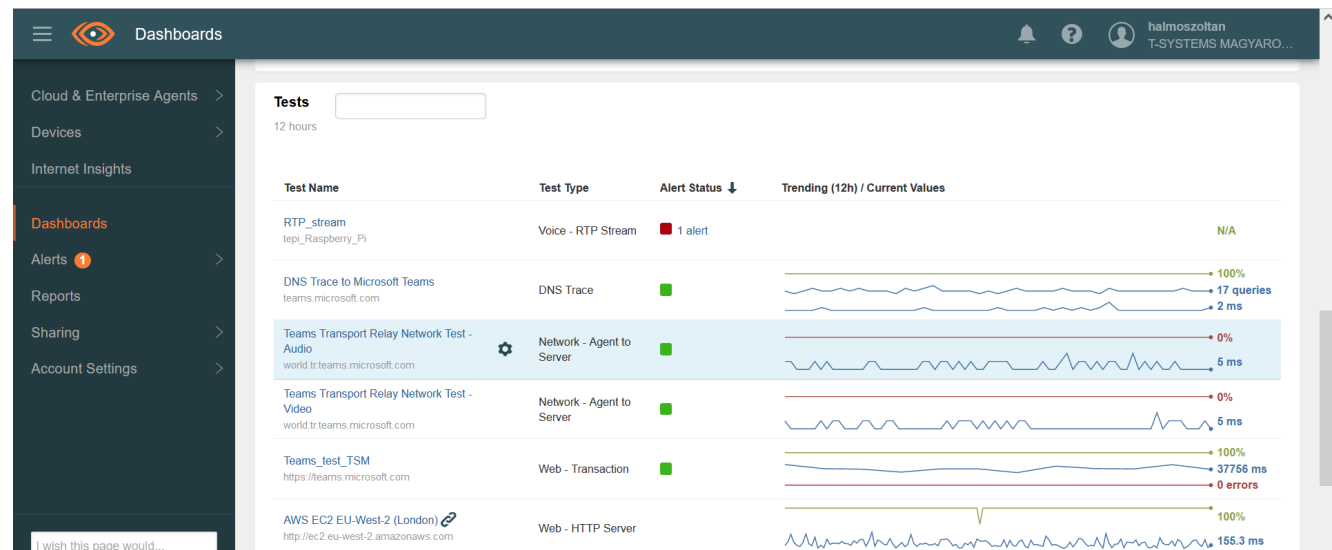 Dashboards
halmoszoltan
T-SYSTEMS MAGYARO...
Cloud & Enterprise Agents
Devices
Internet Insights
Dashboards
Alerts 1
Reports
Sharing
Account Settings
I wish this page would...
Tests
12 hours
Test Name Test Type Alert Status Trending (12h) / Current Values
RTP_stream
tepi_Raspberry_Pi
Voice - RTP Stream
1 alert
N/A
DNS Trace to Microsoft Teams
teams.microsoft.com
DNS Trace
100%
17 queries
2 ms
Teams Transport Relay Network Test -
Audio
world.tr.teams.microsoft.com
Network - Agent to
Server
0%
5 ms
Teams Transport Relay Network Test -
Video
world.tr.teams.microsoft.com
Network - Agent to
Server
0%
5 ms
Teams_test_TSM
https://teams.microsoft.com
Web - Transaction
100%
37756 ms
0 errors
AWS EC2 EU-West-2 (London)
http://ec2.eu-west-2.amazonaws.com
Web - HTTP Server
100%
155.3 ms